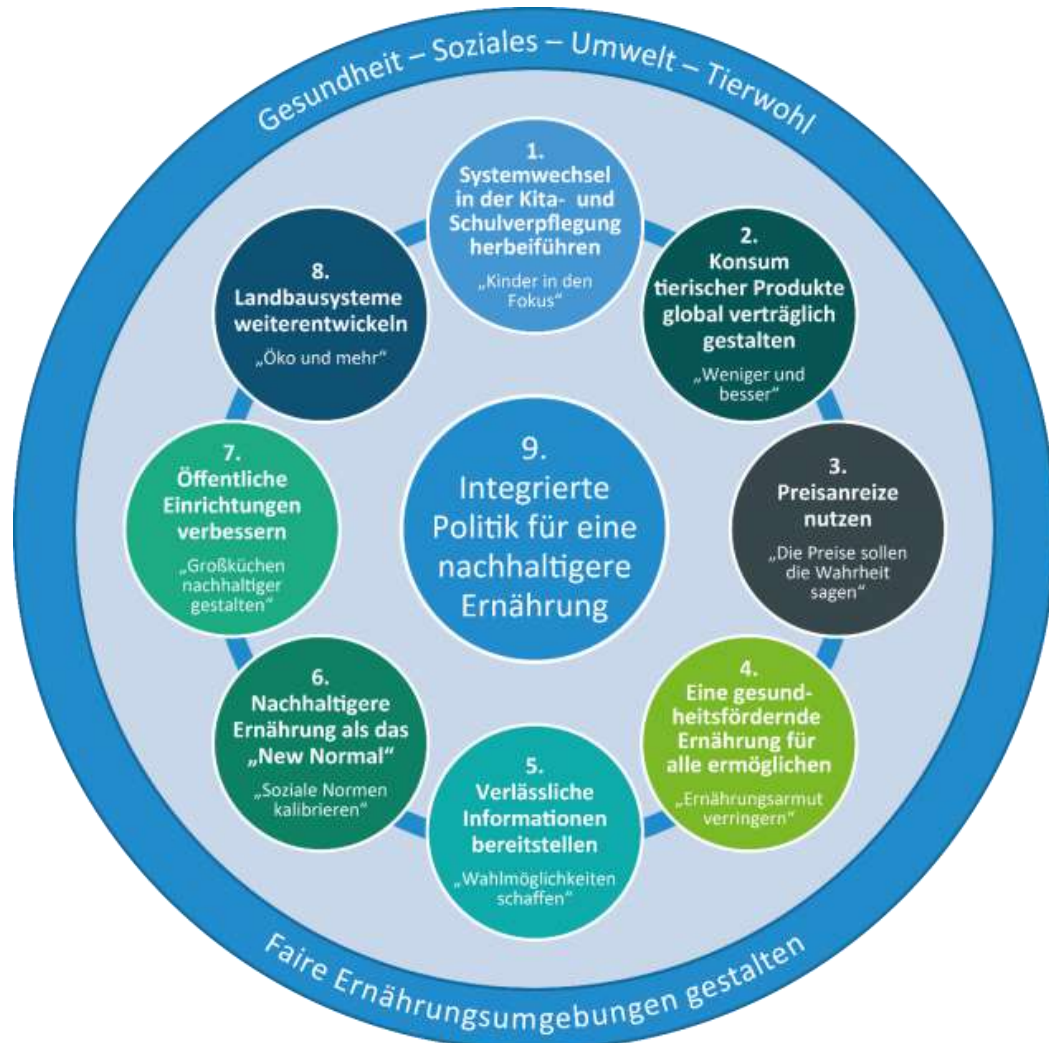 Gesundheit – Soziales – Umwelt – Tierwohl
1.
Systemwechsel
in der Kita- und
Schulverpflegung
herbeiführen
„Kinder in den
Fokus“
2.
Konsum
tierischer Produkte
global verträglich
gestalten
„Weniger und
besser“
3.
Preisanreize
nutzen
„Die Preise sollen
die Wahrheit
sagen“
4.
Eine gesund-
heitsfördernde
Ernährung für
alle ermöglichen
„Ernährungsarmut
verringern“
5.
Verlässliche
Informationen
bereitstellen
„Wahlmöglichkeiten
schaffen“
6.
Nachhaltigere
Ernährung als das
„New Normal“
„Soziale Normen
kalibrieren“
7.
Öffentliche
Einrichtungen
verbessern
„Großküchen
nachhaltiger
gestalten“
8.
Landbausysteme
weiterentwickeln
„Öko und mehr“
9.
Integrierte
Politik für eine
nachhaltigere
Ernährung
Faire Ernährungsumgebungen gestalten